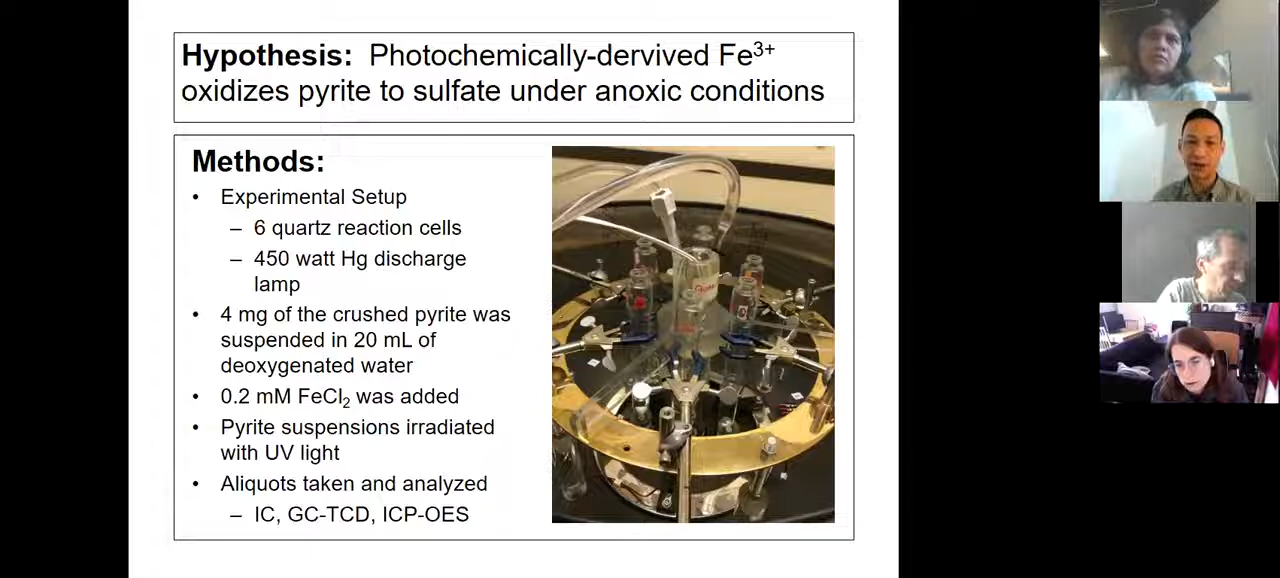 Hypothesis: Photochemically-dervived Fe³⁺
oxidizes pyrite to sulfate under anoxic conditions
Methods:
• Experimental Setup
– 6 quartz reaction cells
– 450 watt Hg discharge
lamp
• 4 mg of the crushed pyrite was
suspended in 20 mL of
deoxygenated water
• 0.2 mM FeCl₂ was added
• Pyrite suspensions irradiated
with UV light
• Aliquots taken and analyzed
– IC, GC-TCD, ICP-OES